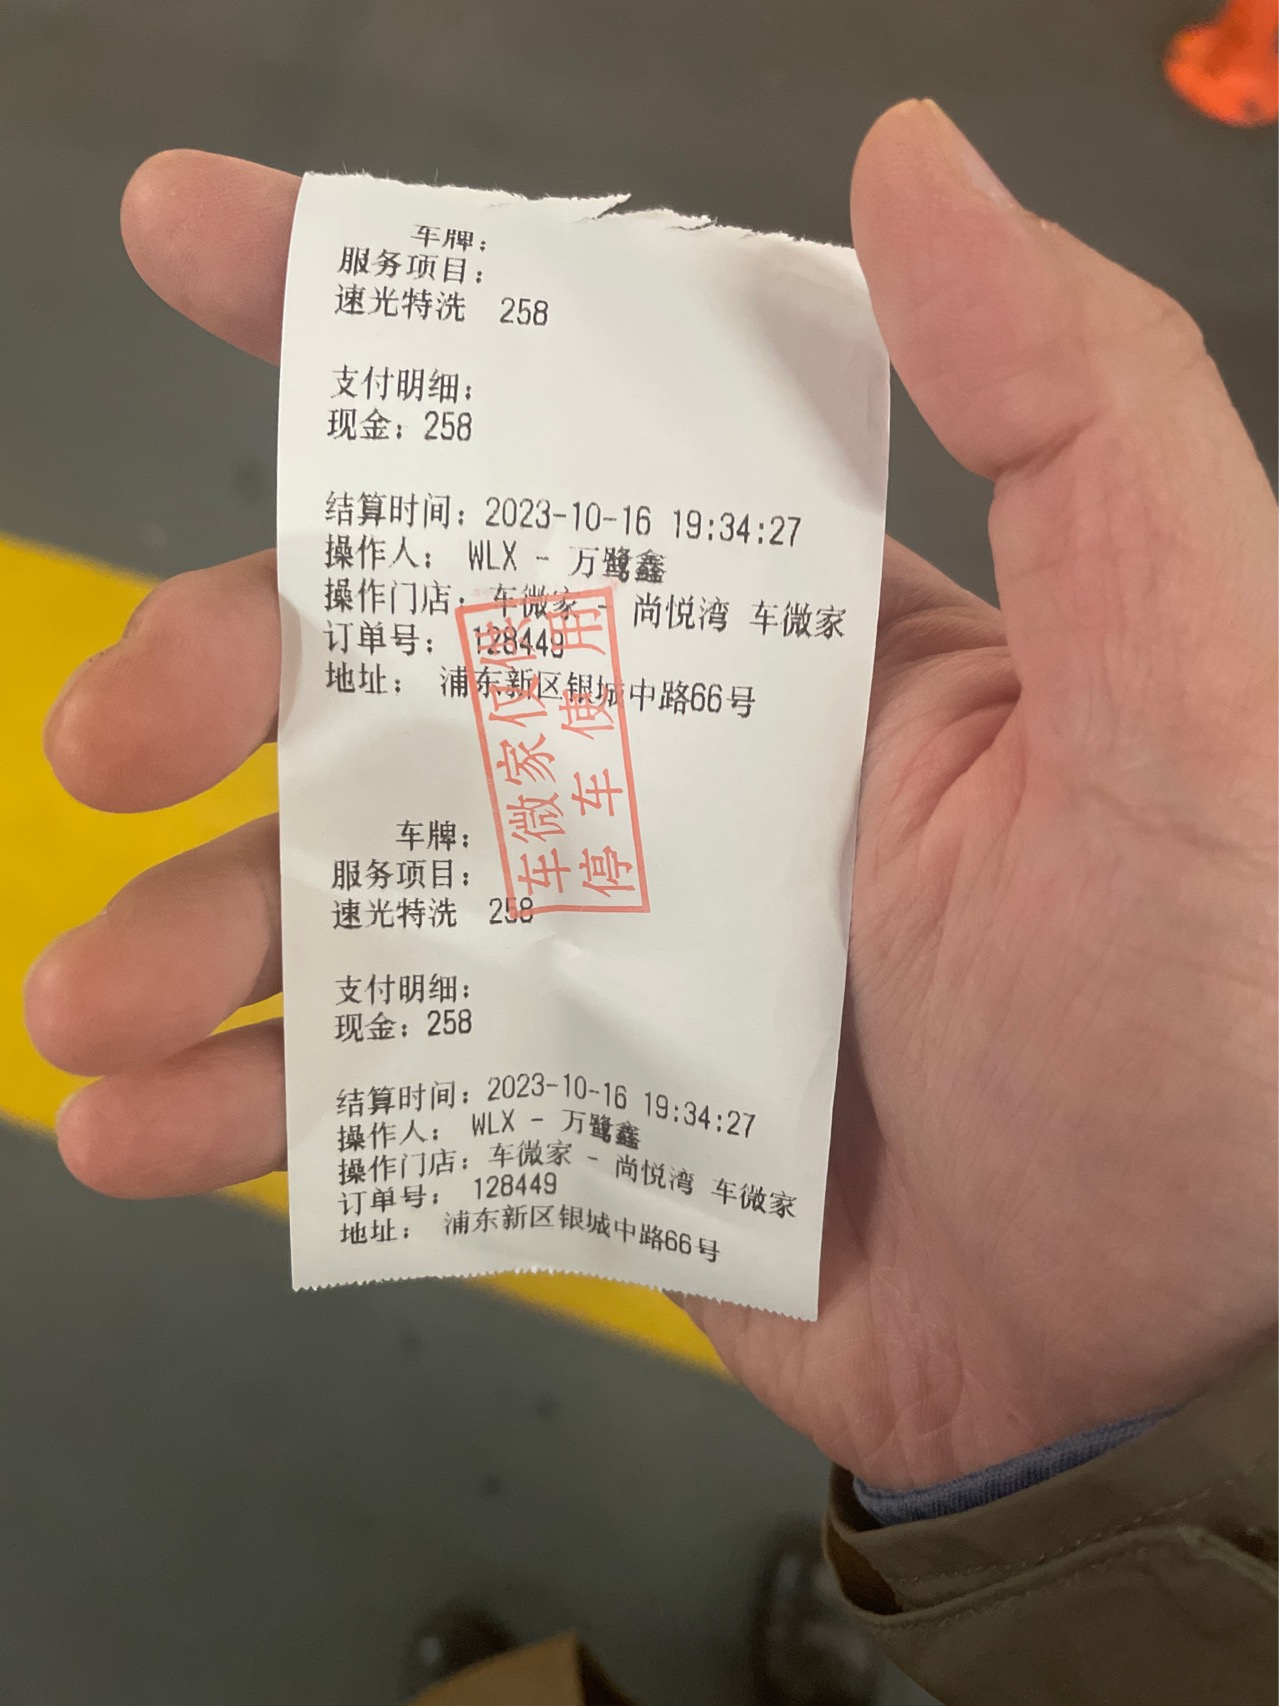 车牌：
服务项目：
速光特洗 258
支付明细：
现金：258
结算时间：2023-10-16 19:34:27
操作人： WLX - 万鹭鑫
操作门店：车微家 - 尚悦湾 车微家
订单号： 128449
地址： 浦东新区银城中路66号
车微家仅供
停车使用
车牌：
服务项目：
速光特洗 258
支付明细：
现金：258
结算时间：2023-10-16 19:34:27
操作人： WLX - 万鹭鑫
操作门店：车微家 - 尚悦湾 车微家
订单号： 128449
地址： 浦东新区银城中路66号